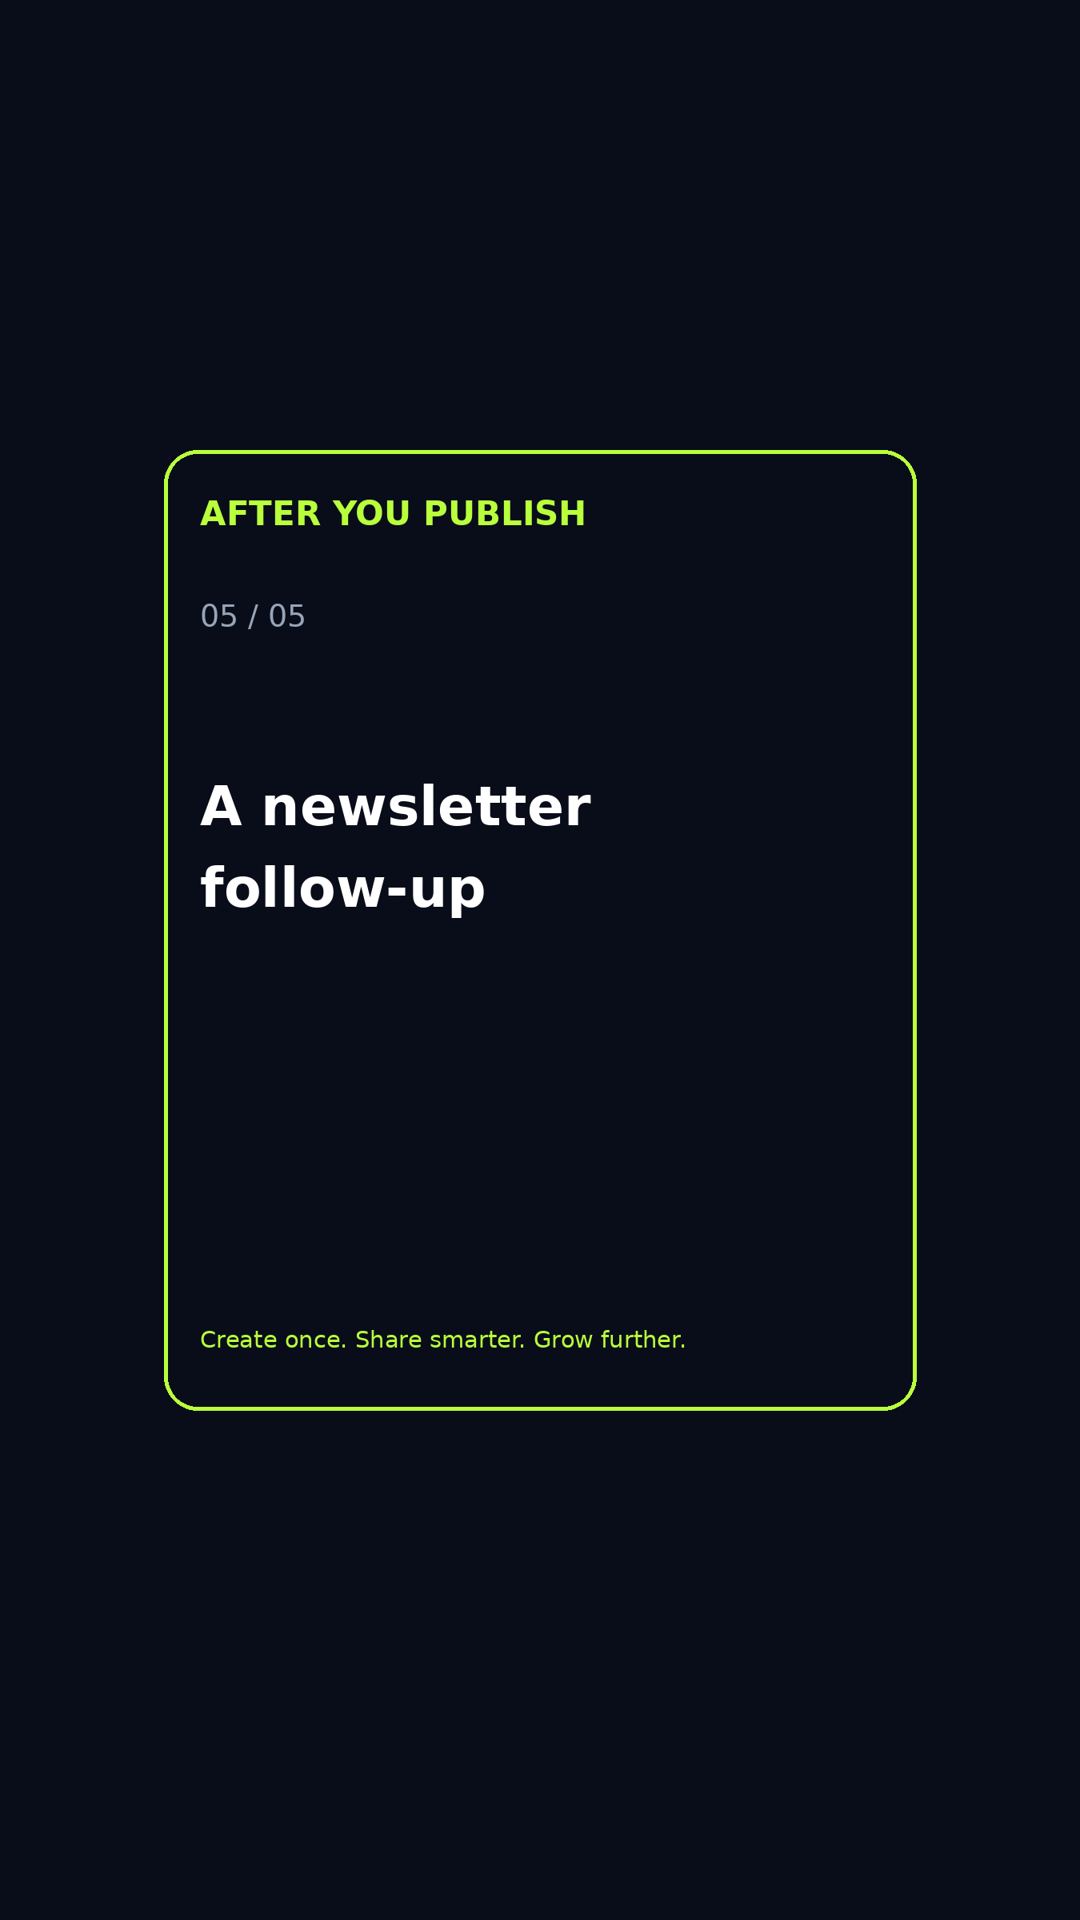 AFTER YOU PUBLISH
05 / 05
A newsletter
follow-up
Create once. Share smarter. Grow further.